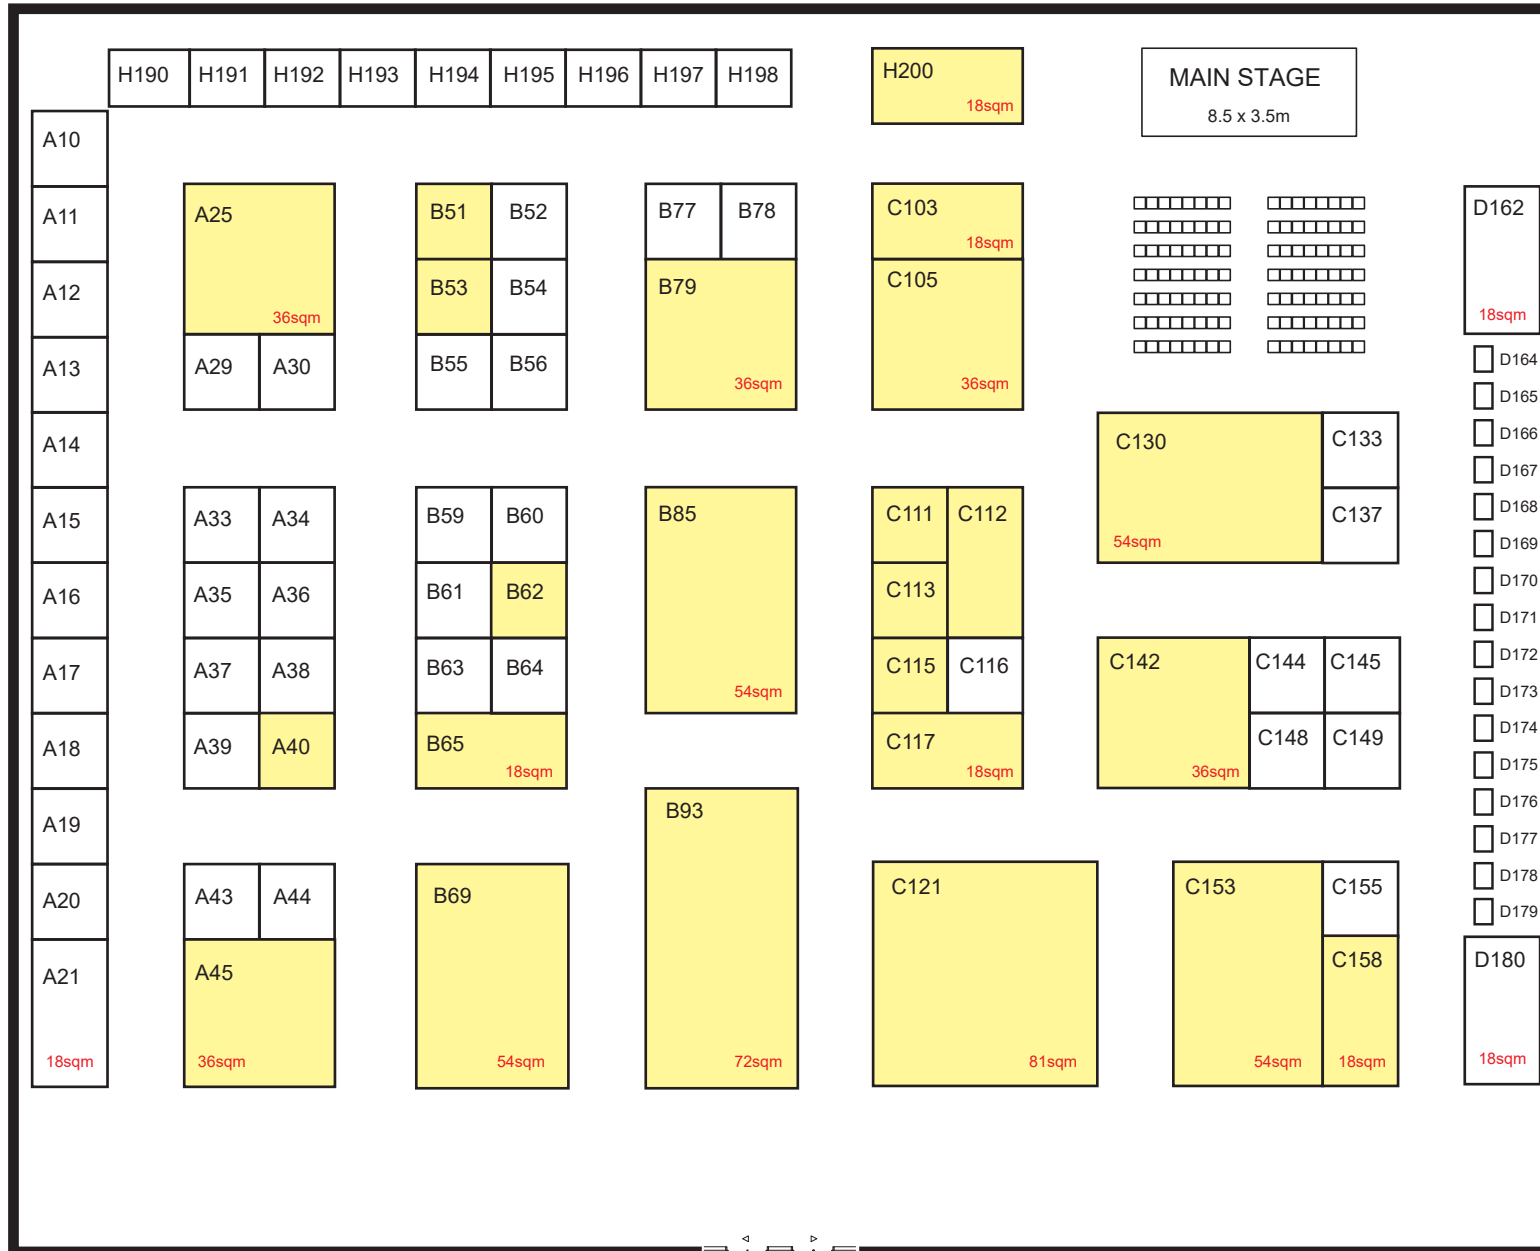 H190 H191 H192 H193 H194 H195 H196 H197 H198
H200
18sqm
MAIN STAGE
8.5 x 3.5m
A10
A11
A12
A13
A14
A15
A16
A17
A18
A19
A20
A21
18sqm
A25
36sqm
A29 A30
A33 A34
A35 A36
A37 A38
A39 A40
A43 A44
A45
36sqm
B51 B52
B53 B54
B55 B56
B59 B60
B61 B62
B63 B64
B65
18sqm
B69
54sqm
B77 B78
B79
36sqm
B85
54sqm
B93
72sqm
C103
18sqm
C105
36sqm
C111 C112
C113
C115 C116
C117
18sqm
C121
81sqm
C130 C133
C137
54sqm
C142 C144 C145
C148 C149
36sqm
C153 C155
C158
54sqm 18sqm
D162
18sqm
D164
D165
D166
D167
D168
D169
D170
D171
D172
D173
D174
D175
D176
D177
D178
D179
D180
18sqm